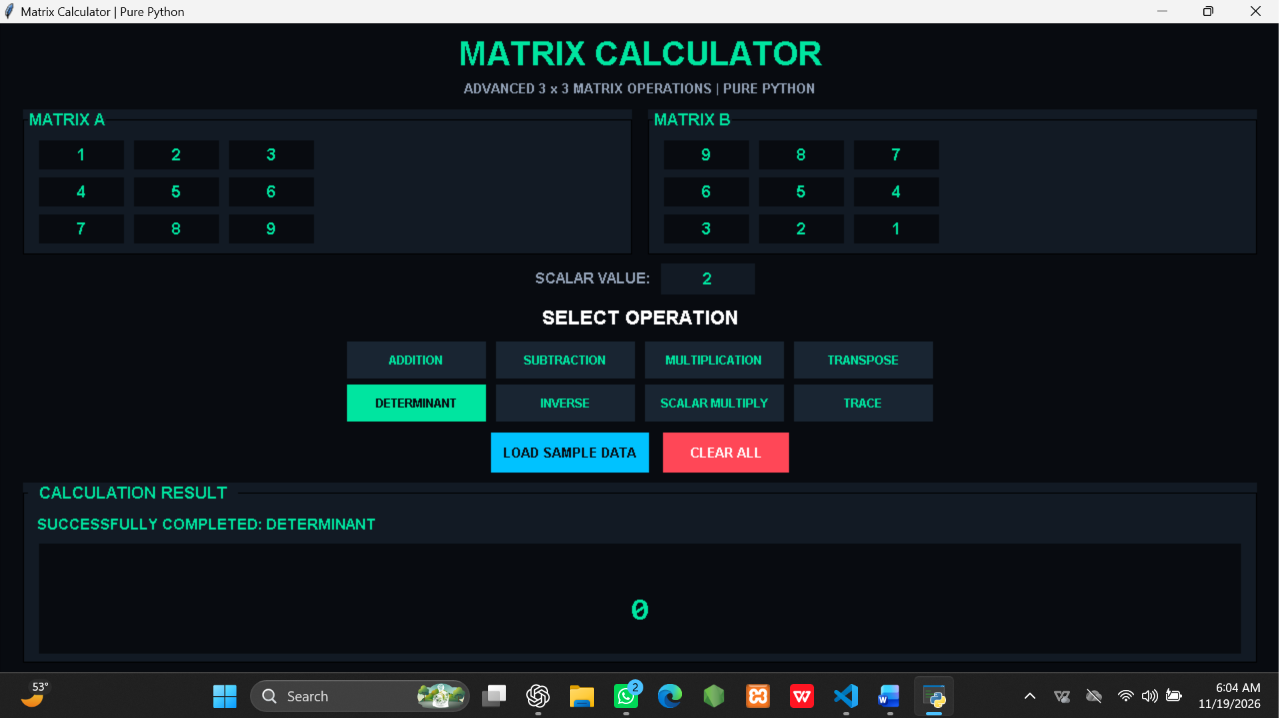 Matrix Calculator | Pure Python
MATRIX CALCULATOR
ADVANCED 3 x 3 MATRIX OPERATIONS | PURE PYTHON
MATRIX A
1 2 3
4 5 6
7 8 9
MATRIX B
9 8 7
6 5 4
3 2 1
SCALAR VALUE: 2
SELECT OPERATION
ADDITION SUBTRACTION MULTIPLICATION TRANSPOSE
DETERMINANT INVERSE SCALAR MULTIPLY TRACE
LOAD SAMPLE DATA CLEAR ALL
CALCULATION RESULT
SUCCESSFULLY COMPLETED: DETERMINANT
0
53°
Search
2
6:04 AM
11/19/2026